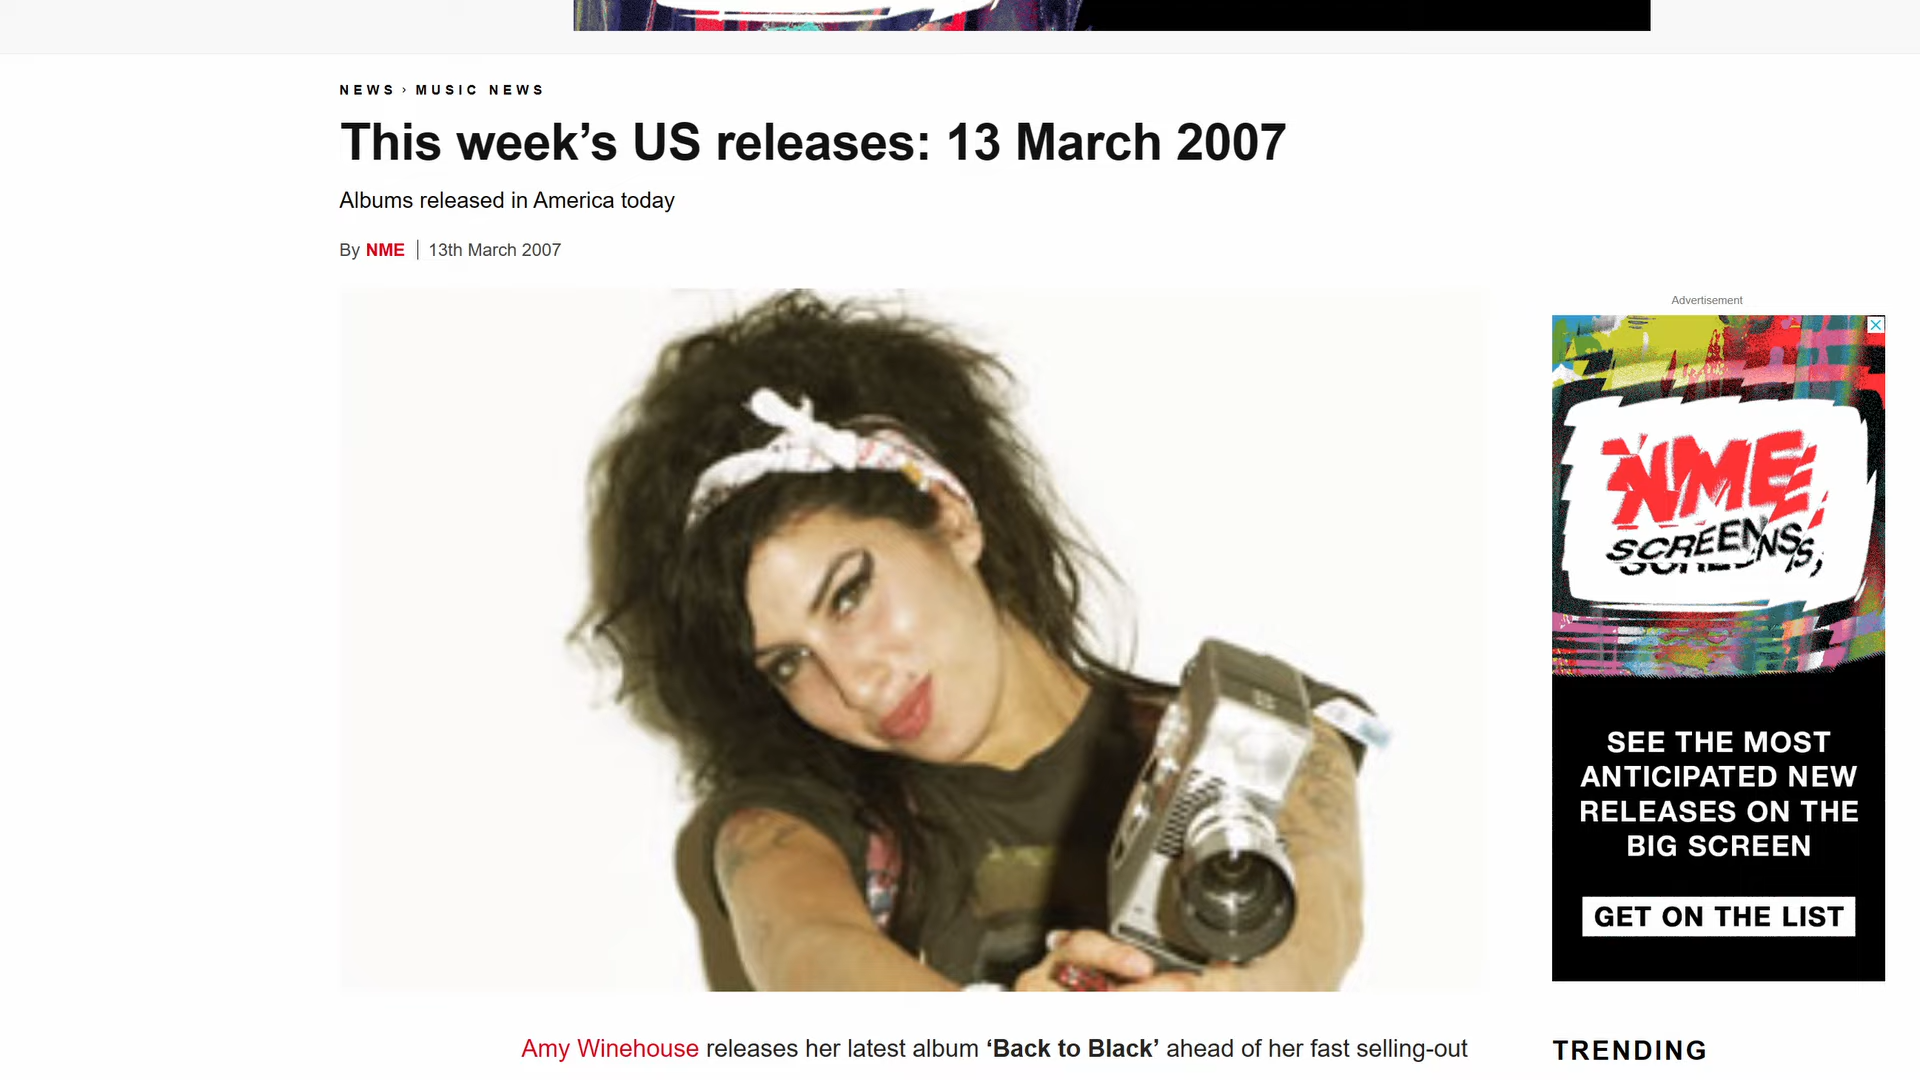 NEWS › MUSIC NEWS
This week’s US releases: 13 March 2007
Albums released in America today
By NME | 13th March 2007
Advertisement
NME
SCREENS
SEE THE MOST
ANTICIPATED NEW
RELEASES ON THE
BIG SCREEN
GET ON THE LIST
Amy Winehouse releases her latest album ‘Back to Black’ ahead of her fast selling-out
TRENDING